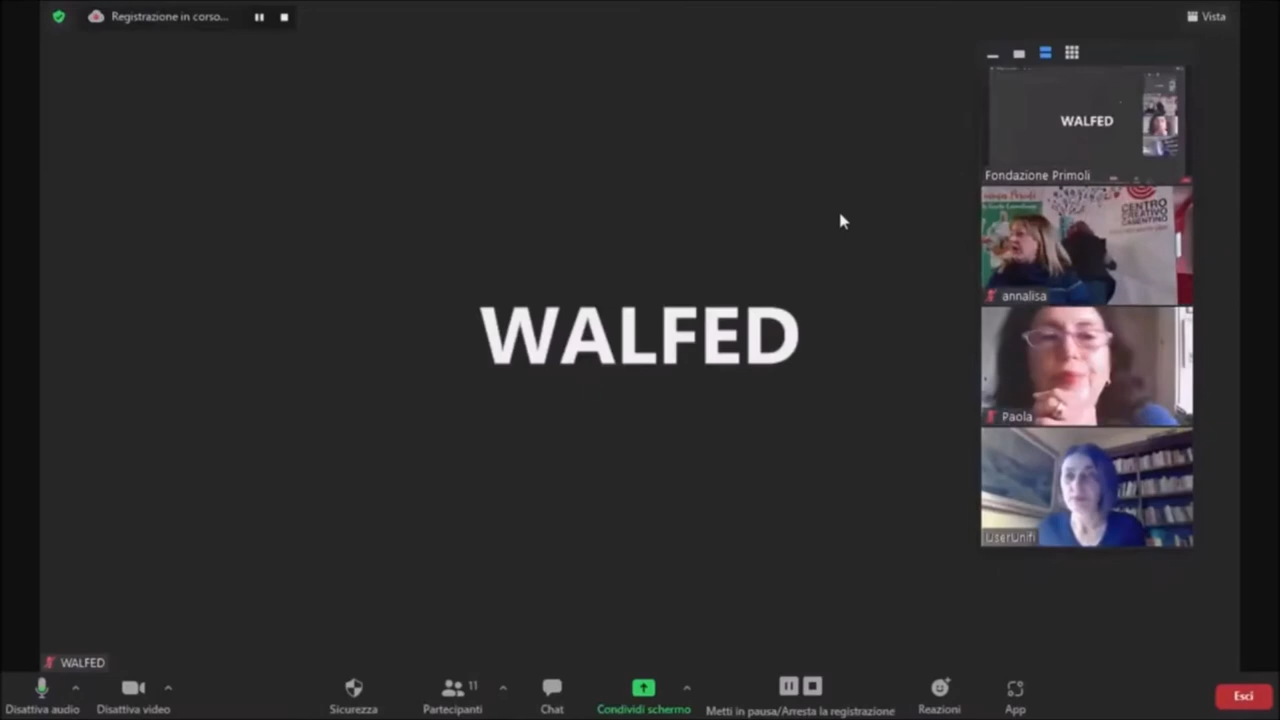 Registrazione in corso...
Vista
WALFED
Fondazione Primoli
CENTRO
CREATIVO
CASENTINO
annalisa
WALFED
Paola
UserUnifi
WALFED
11
Disattiva audio
Disattiva video
Sicurezza
Partecipanti
Chat
Condividi schermo
Metti in pausa/Arresta la registrazione
Reazioni
App
Esci